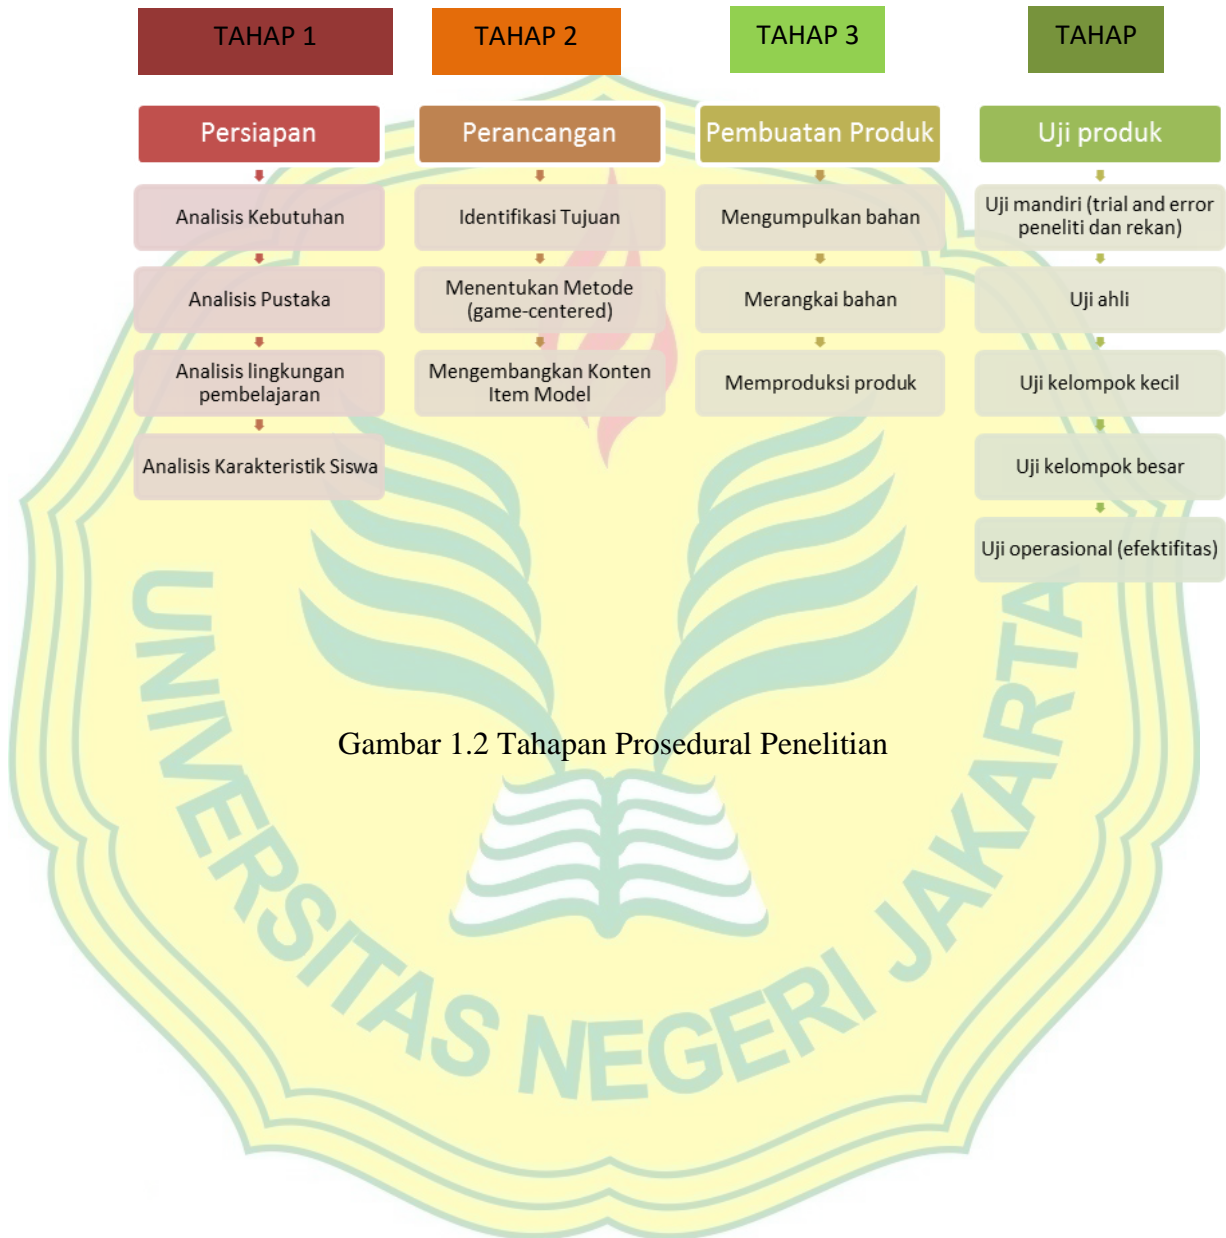 TAHAP 1
TAHAP 2
TAHAP 3
TAHAP
Persiapan
Analisis Kebutuhan
Analisis Pustaka
Analisis lingkungan
pembelajaran
Analisis Karakteristik Siswa
Perancangan
Identifikasi Tujuan
Menentukan Metode
(game-centered)
Mengembangkan Konten
Item Model
Pembuatan Produk
Mengumpulkan bahan
Merangkai bahan
Memproduksi produk
Uji produk
Uji mandiri (trial and error
peneliti dan rekan)
Uji ahli
Uji kelompok kecil
Uji kelompok besar
Uji operasional (efektifitas)
Gambar 1.2 Tahapan Prosedural Penelitian
UNIVERSITAS NEGERI JAKARTA